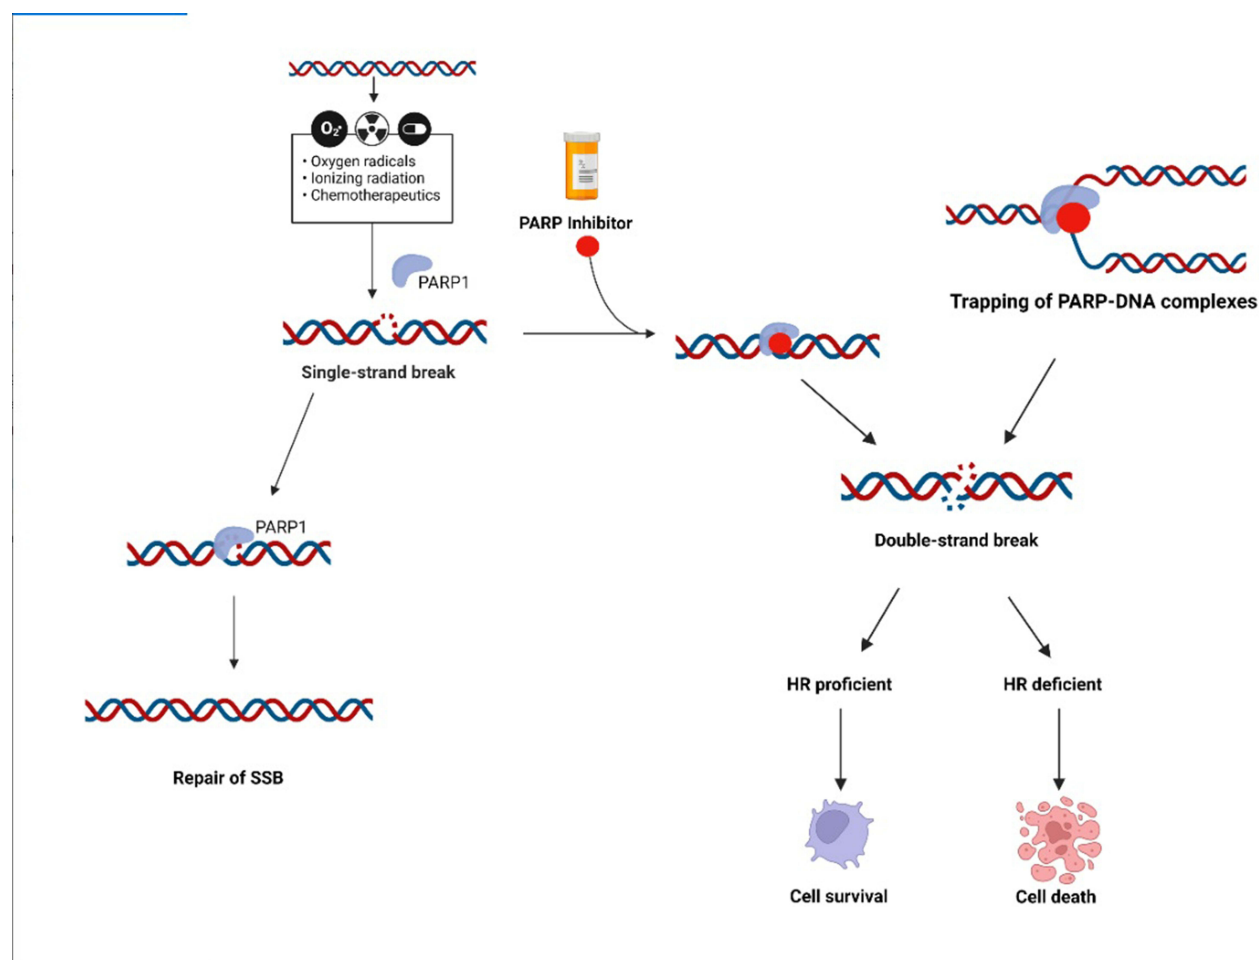 O₂•
• Oxygen radicals
• Ionizing radiation
• Chemotherapeutics
PARP Inhibitor
PARP1
Single-strand break
Trapping of PARP-DNA complexes
PARP1
Double-strand break
HR proficient
HR deficient
Repair of SSB
Cell survival
Cell death